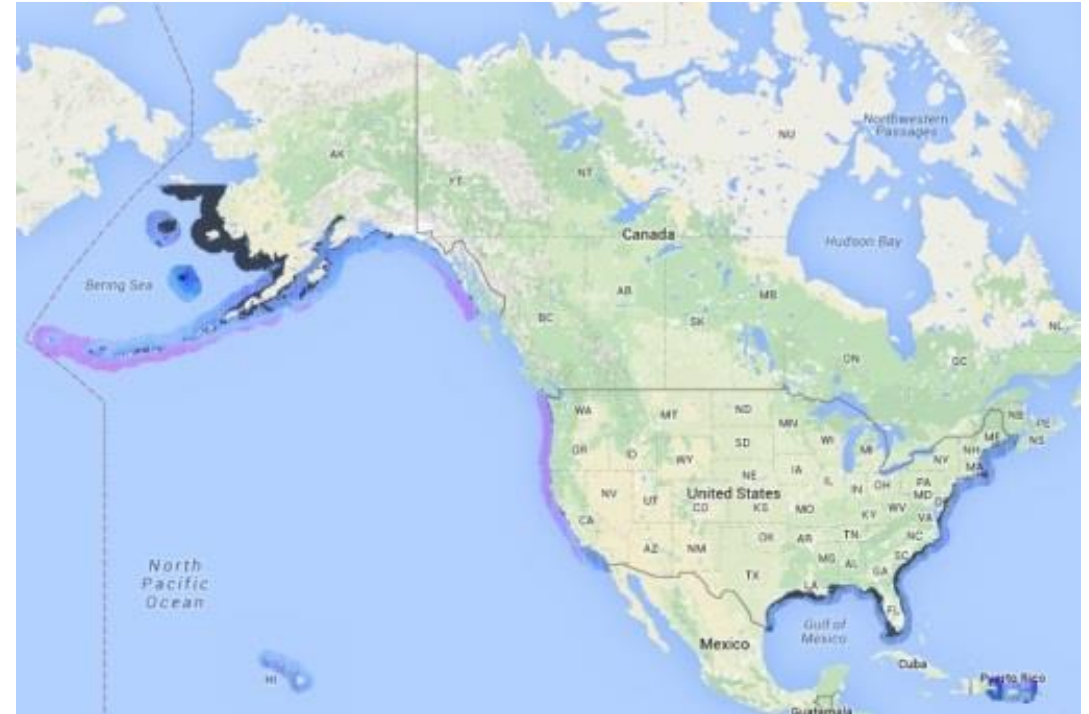 Northwestern
Passages
NU
AK
YT
NT
Canada
Hudson Bay
Bering Sea
AB
MB
BC
SK
NL
ON
QC
WA
MT
ND
MN
NB
PE
OR
ID
SD
WI
MI
ME
NS
WY
NH
NY
MA
NE
IA
NV
UT
United States
IL
IN
OH
PA
MD
DE
CO
KS
MO
WV
VA
CA
KY
AZ
NM
OK
AR
TN
NC
SC
TX
MS
AL
GA
LA
North
Pacific
Ocean
FL
Gulf of
Mexico
Mexico
Cuba
HI
Puerto Rico
Guatemala